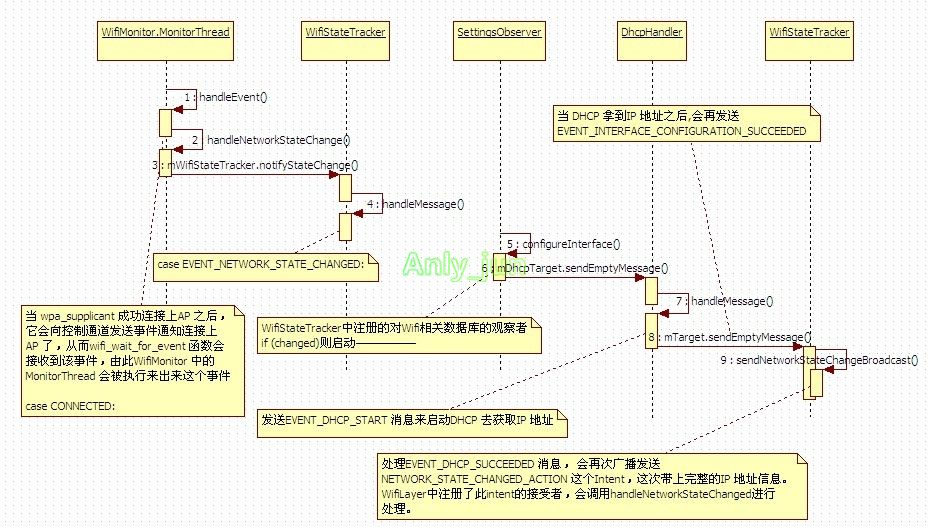 WifiMonitor.MonitorThread
WifiStateTracker
SettingsObserver
DhcpHandler
WifiStateTracker
1 : handleEvent()
2 : handleNetworkStateChange()
3 : mWifiStateTracker.notifyStateChange()
4 : handleMessage()
当 DHCP 拿到IP 地址之后,会再发送
EVENT_INTERFACE_CONFIGURATION_SUCCEEDED
5 : configureInterface()
case EVENT_NETWORK_STATE_CHANGED:
Anly_jun
6 : mDhcpTarget.sendEmptyMessage()
7 : handleMessage()
当 wpa_supplicant 成功连接上AP 之后，
它会向控制通道发送事件通知连接上
AP 了，从而wifi_wait_for_event 函数会
接收到该事件，由此WifiMonitor 中的
MonitorThread 会被执行来出来这个事件
case CONNECTED:
WifiStateTracker中注册的对Wifi相关数据库的观察者
if (changed)则启动----------------
8 : mTarget.sendEmptyMessage()
9 : sendNetworkStateChangeBroadcast()
发送EVENT_DHCP_START 消息来启动DHCP 去获取IP 地址
处理EVENT_DHCP_SUCCEEDED 消息，会再次广播发送
NETWORK_STATE_CHANGED_ACTION 这个Intent，这次带上完整的IP 地址信息。
WifiLayer中注册了此intent的接受者，会调用handleNetworkStateChanged进行
处理。